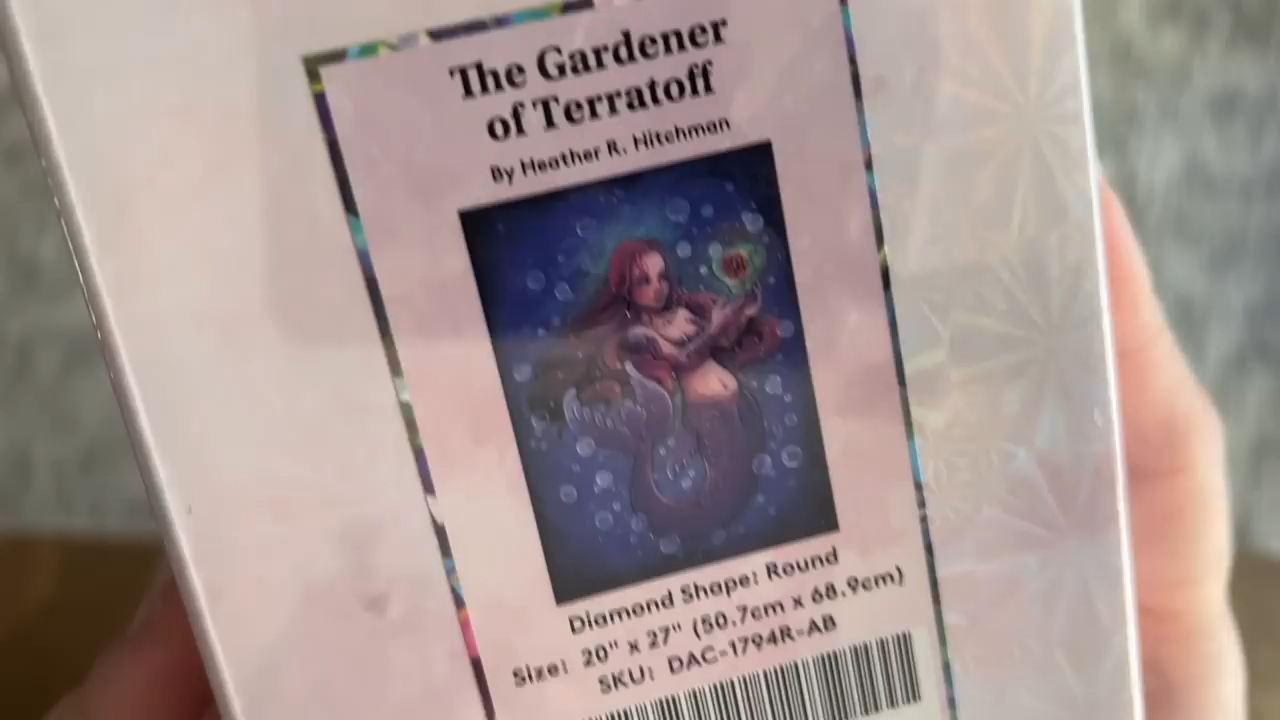 The Gardener
of Terratoff
By Heather R. Hitchman
Diamond Shape: Round
Size: 20" x 27" (50.7cm x 68.9cm)
SKU: DAC-1794R-AB